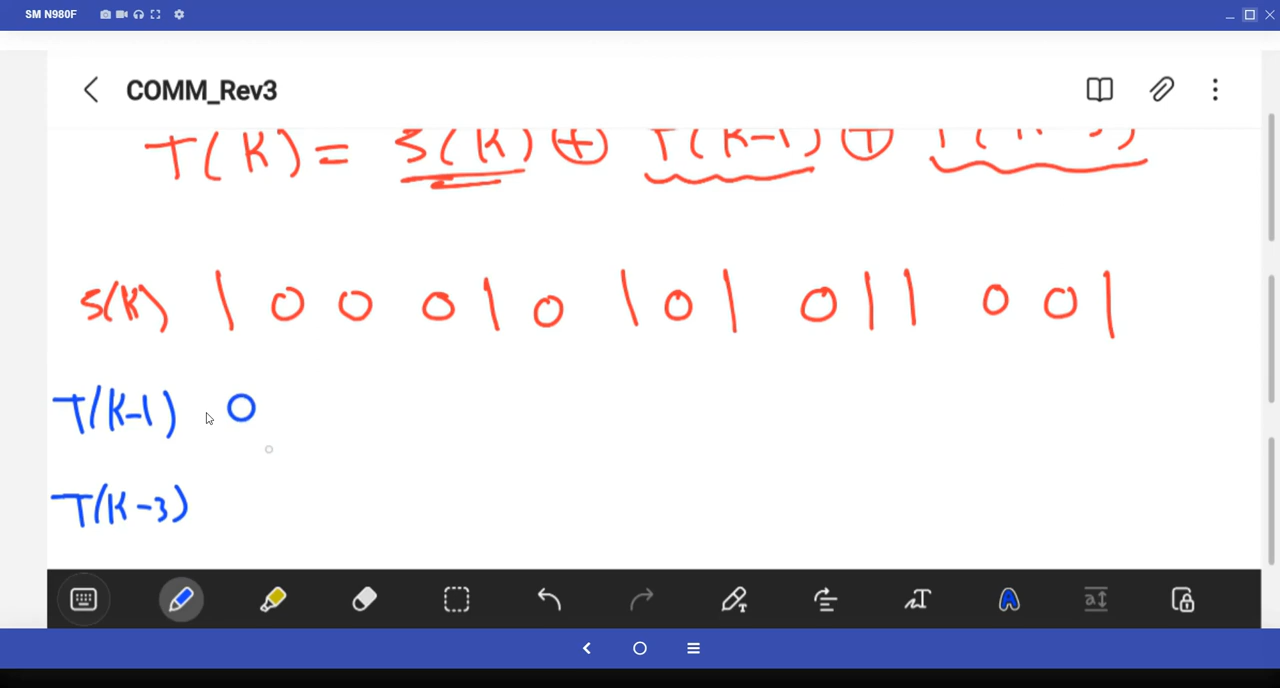 SM N980F
COMM_Rev3
T(K) = S(K) ⊕ T(K-1) ⊕ T(K-3)
S(K) 1 0 0 0 1 0 1 0 1 0 1 1 0 0 1
T(K-1) 0
T(K-3)